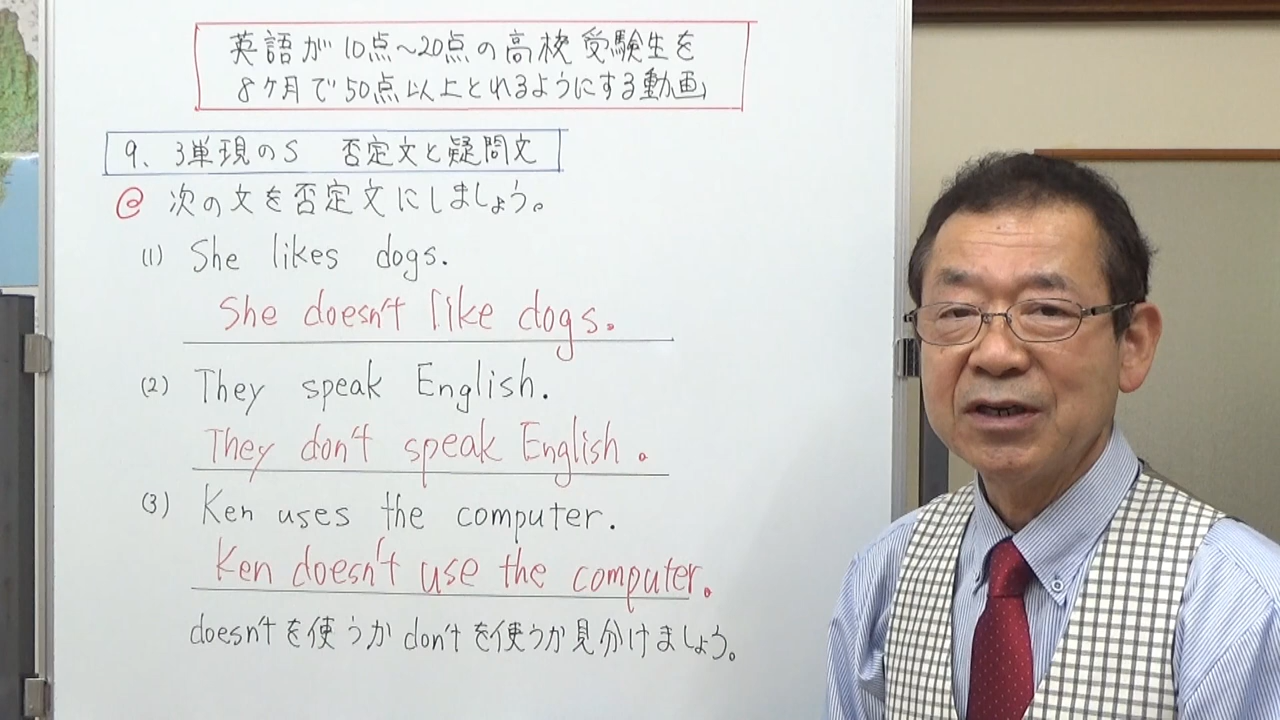 英語が10点～20点の高校受験生を
8ケ月で50点以上とれるようにする動画
9、3単現のS 否定文と疑問文
@ 次の文を否定文にしましょう。
(1) She likes dogs.
She doesn't like dogs.
(2) They speak English.
They don't speak English.
(3) Ken uses the computer.
Ken doesn't use the computer.
doesn'tを使うかdon'tを使うか見分けましょう。